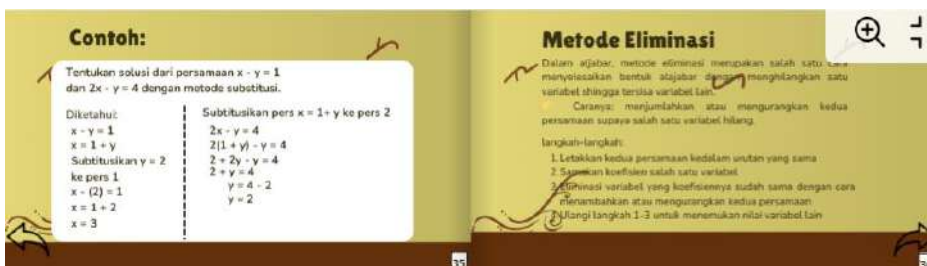 Contoh:
Tentukan solusi dari persamaan x - y = 1
dan 2x - y = 4 dengan metode substitusi.
Diketahui:
x - y = 1
x = 1 + y
Subtitusikan y = 2
ke pers 1
x - (2) = 1
x = 1 + 2
x = 3
Subtitusikan pers x = 1+ y ke pers 2
2x - y = 4
2(1 + y) - y = 4
2 + 2y - y = 4
2 + y = 4
y = 4 - 2
y = 2
35
Metode Eliminasi
Dalam aljabar, metode eliminasi merupakan salah satu cara
menyelesaikan bentuk alajabar dengan menghilangkan satu
variabel shingga tersisa variabel lain.
Caranya: menjumlahkan atau mengurangkan kedua
persamaan supaya salah satu variabel hilang.
langkah-langkah:
1. Letakkan kedua persamaan kedalam urutan yang sama
2. Samakan koefisien salah satu variabel
3. Eliminasi variabel yang koefisiennya sudah sama dengan cara
menambahkan atau mengurangkan kedua persamaan
Ulangi langkah 1-3 untuk menemukan nilai variabel lain